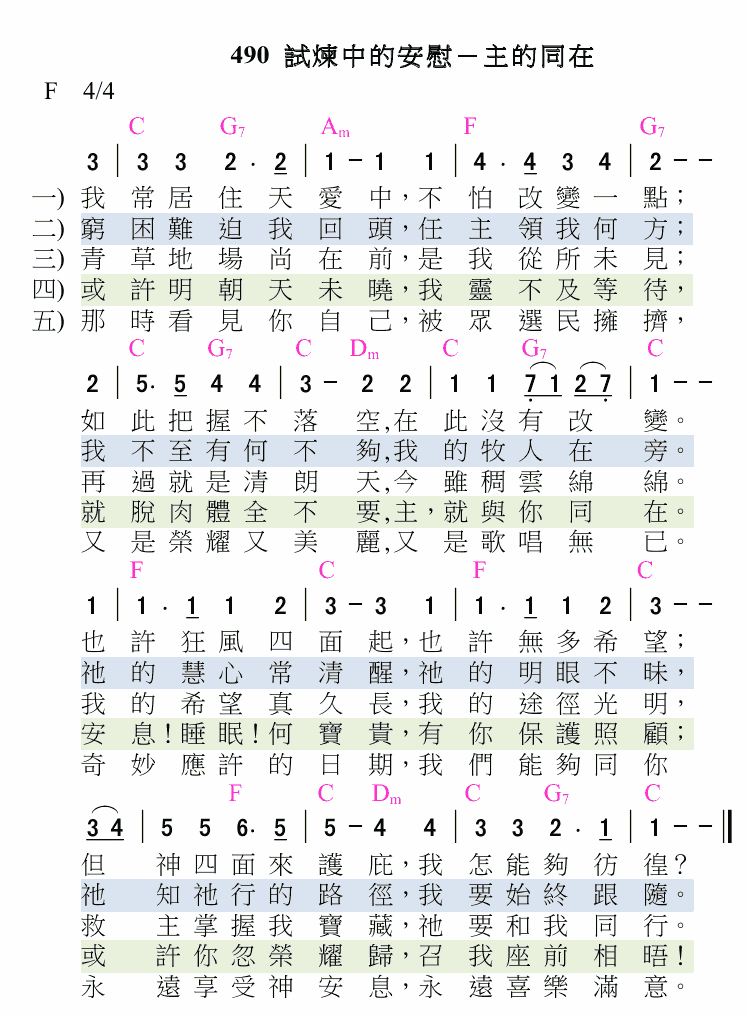 490 試煉中的安慰－主的同在
F 4/4
C G7 Am F G7
3 | 3 3 2 . 2 | 1 － 1 1 | 4 . 4 3 4 | 2 － －
一) 我 常 居 住 天 愛 中，不 怕 改 變 一 點；
二) 窮 困 難 迫 我 回 頭，任 主 領 我 何 方；
三) 青 草 地 場 尚 在 前，是 我 從 所 未 見；
四) 或 許 明 朝 天 未 曉，我 靈 不 及 等 待，
五) 那 時 看 見 你 自 己，被 眾 選 民 擁 擠，
C G7 C Dm C G7 C
2 | 5. 5 4 4 | 3 － 2 2 | 1 1 7 1 2 7 | 1 － －
如 此 把 握 不 落 空,在 此 沒 有 改 變。
我 不 至 有 何 不 夠,我 的 牧 人 在 旁。
再 過 就 是 清 朗 天,今 雖 稠 雲 綿 綿。
就 脫 肉 體 全 不 要,主，就 與 你 同 在。
又 是 榮 耀 又 美 麗,又 是 歌 唱 無 已。
F C F C
1 | 1 . 1 1 2 | 3 － 3 1 | 1 . 1 1 2 | 3 － －
也 許 狂 風 四 面 起，也 許 無 多 希 望；
祂 的 慧 心 常 清 醒，祂 的 明 眼 不 昧，
我 的 希 望 真 久 長，我 的 途 徑 光 明，
安 息！睡 眠！何 寶 貴，有 你 保 護 照 顧；
奇 妙 應 許 的 日 期，我 們 能 夠 同 你
F C Dm C G7 C
3 4 | 5 5 6. 5 | 5 － 4 4 | 3 3 2 . 1 | 1 － －
但 神 四 面 來 護 庇，我 怎 能 夠 彷 徨？
祂 知 祂 行 的 路 徑，我 要 始 終 跟 隨。
救 主 掌 握 我 寶 藏，祂 要 和 我 同 行。
或 許 你 忽 榮 耀 歸，召 我 座 前 相 晤！
永 遠 享 受 神 安 息，永 遠 喜 樂 滿 意。